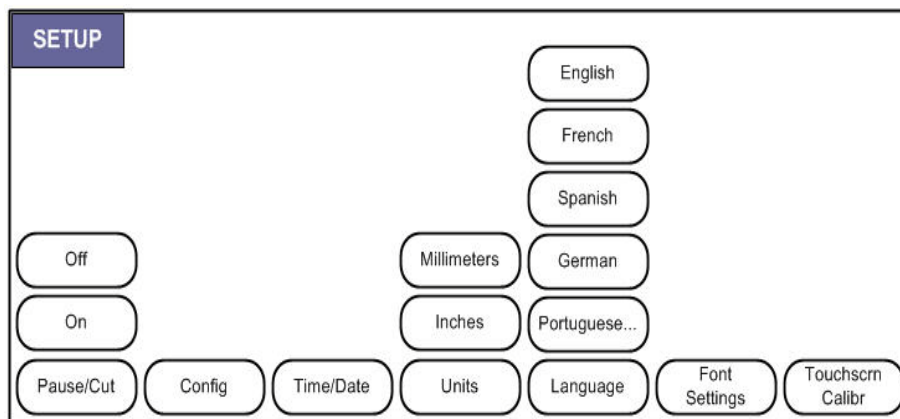 SETUP
English
French
Spanish
Off
Millimeters
German
On
Inches
Portuguese...
Pause/Cut
Config
Time/Date
Units
Language
Font
Settings
Touchscrn
Calibr